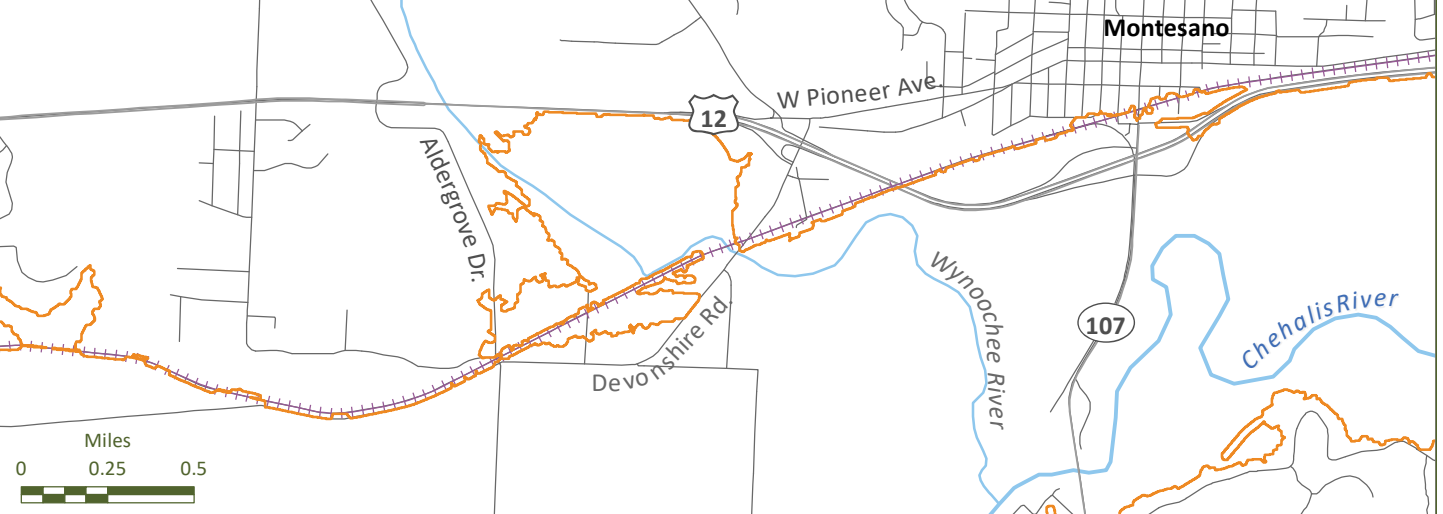 Montesano
W Pioneer Ave.
12
Aldergrove Dr.
Wynoochee River
Devonshire Rd.
107
Chehalis River
Miles
0 0.25 0.5